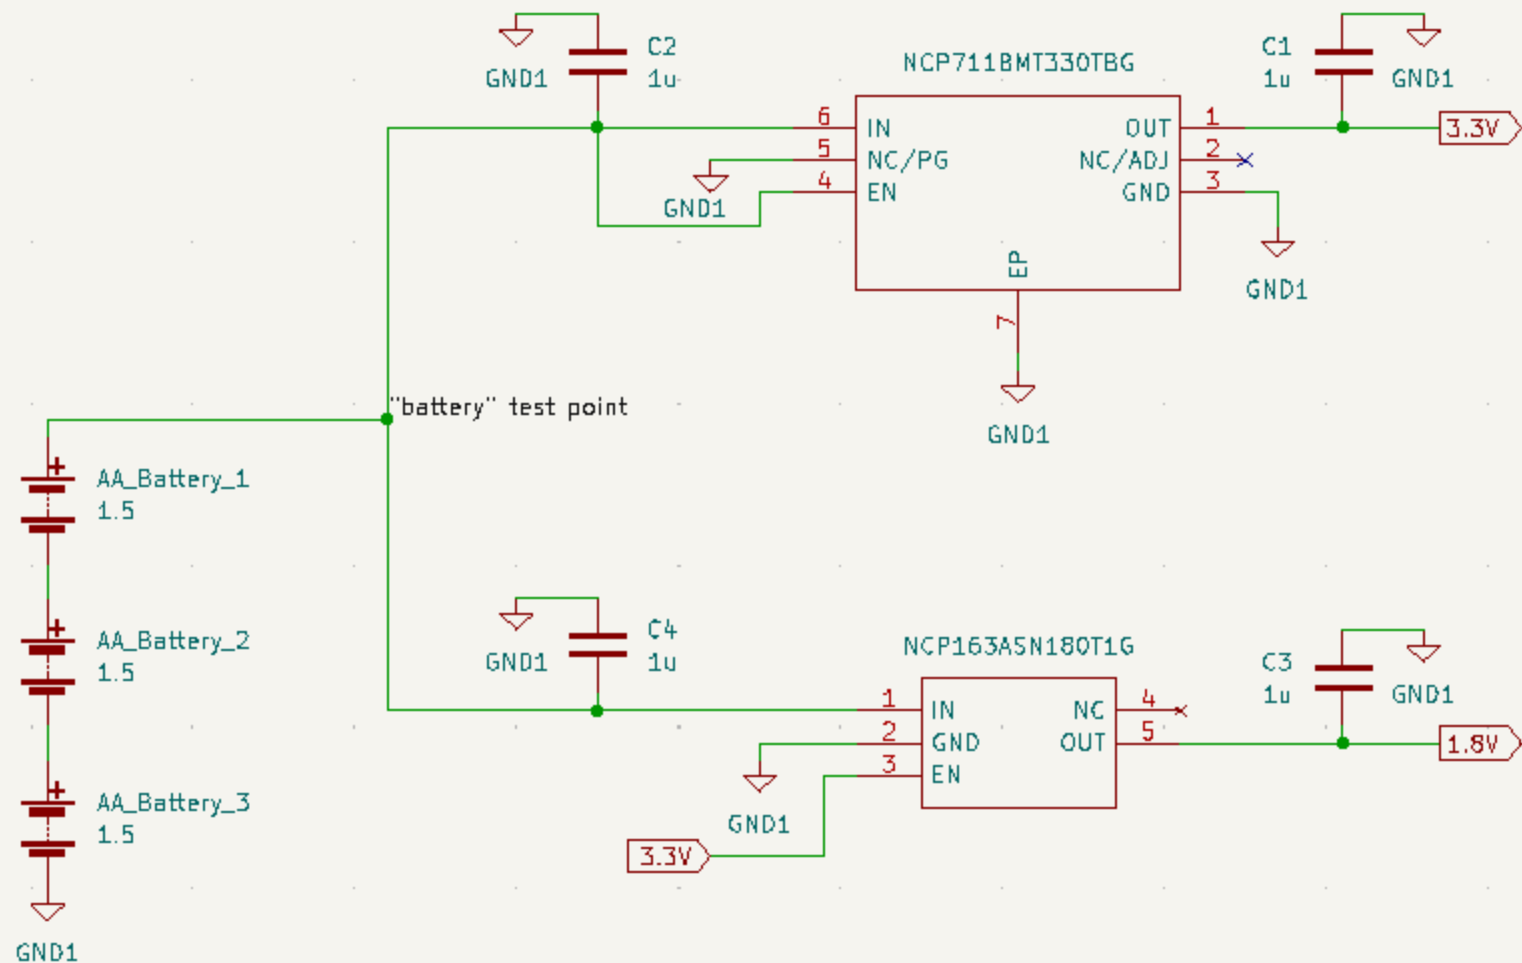 C2
1u
GND1
NCP711BMT330TBG
6
IN
5
NC/PG
4
EN
GND1
OUT
1
NC/ADJ
2
GND
3
GND1
EP
7
GND1
C1
1u
GND1
3.3V
"battery" test point
AA_Battery_1
1.5
AA_Battery_2
1.5
AA_Battery_3
1.5
GND1
C4
1u
GND1
NCP163ASN180T1G
1
IN
2
GND
3
EN
GND1
3.3V
NC
4
OUT
5
C3
1u
GND1
1.8V